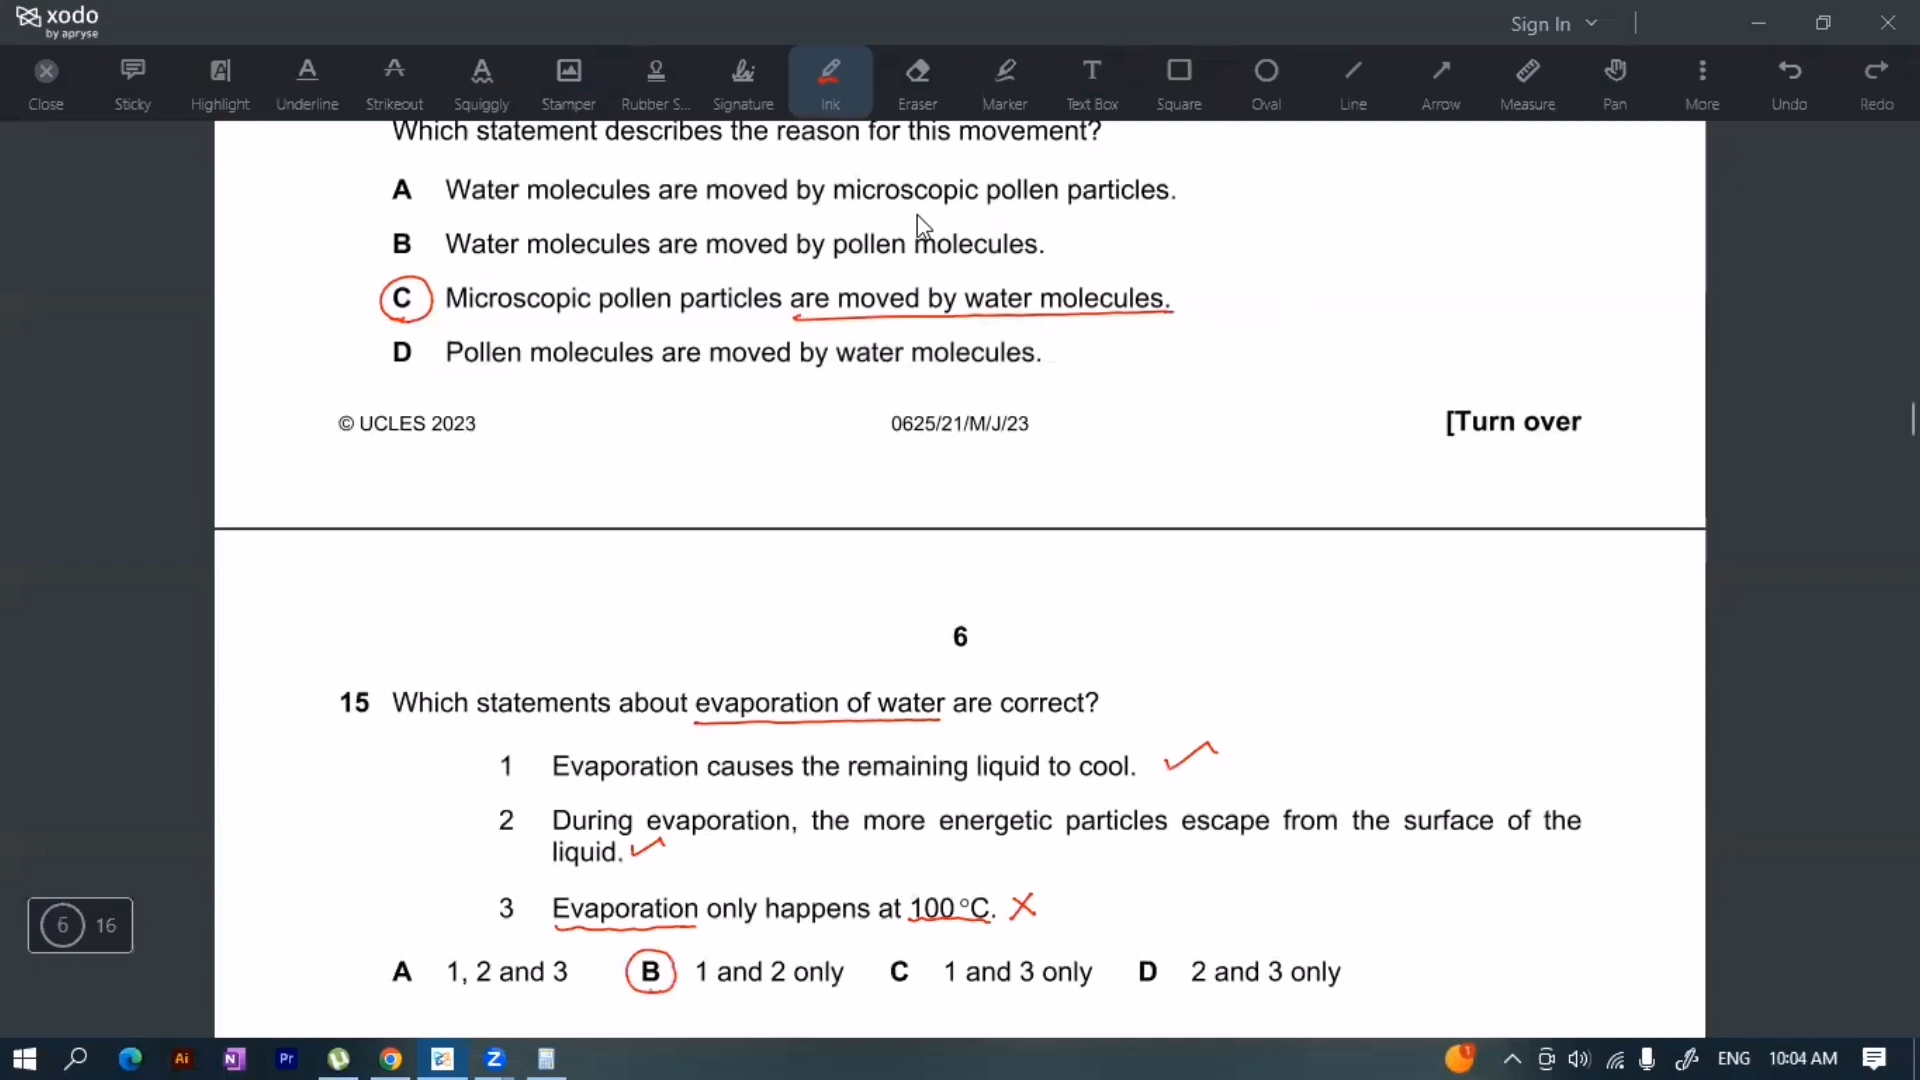 xodo
by apryse
Sign In
Close Sticky Highlight Underline Strikeout Squiggly Stamper Rubber S... Signature Ink Eraser Marker Text Box Square Oval Line Arrow Measure Pan More Undo Redo
Which statement describes the reason for this movement?
A Water molecules are moved by microscopic pollen particles.
B Water molecules are moved by pollen molecules.
C Microscopic pollen particles are moved by water molecules.
D Pollen molecules are moved by water molecules.
© UCLES 2023 0625/21/M/J/23 [Turn over
6
15 Which statements about evaporation of water are correct?
1 Evaporation causes the remaining liquid to cool.
2 During evaporation, the more energetic particles escape from the surface of the
liquid.
3 Evaporation only happens at 100 °C.
A 1, 2 and 3 B 1 and 2 only C 1 and 3 only D 2 and 3 only
6 16
Ai N Pr Z 1 ENG 10:04 AM